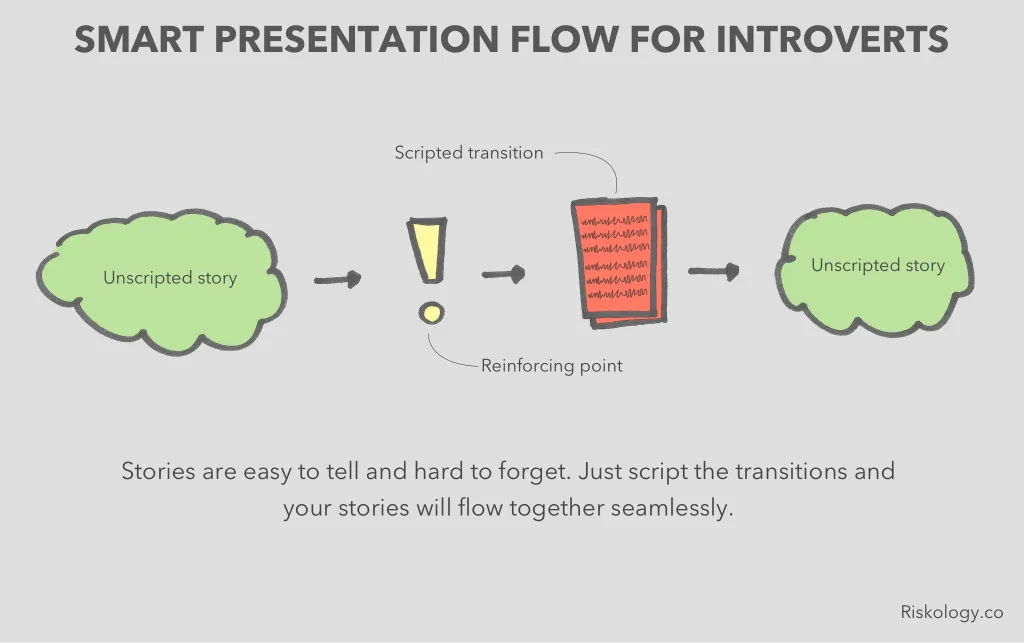 SMART PRESENTATION FLOW FOR INTROVERTS
Scripted transition
Unscripted story
Unscripted story
Reinforcing point
Stories are easy to tell and hard to forget. Just script the transitions and
your stories will flow together seamlessly.
Riskology.co